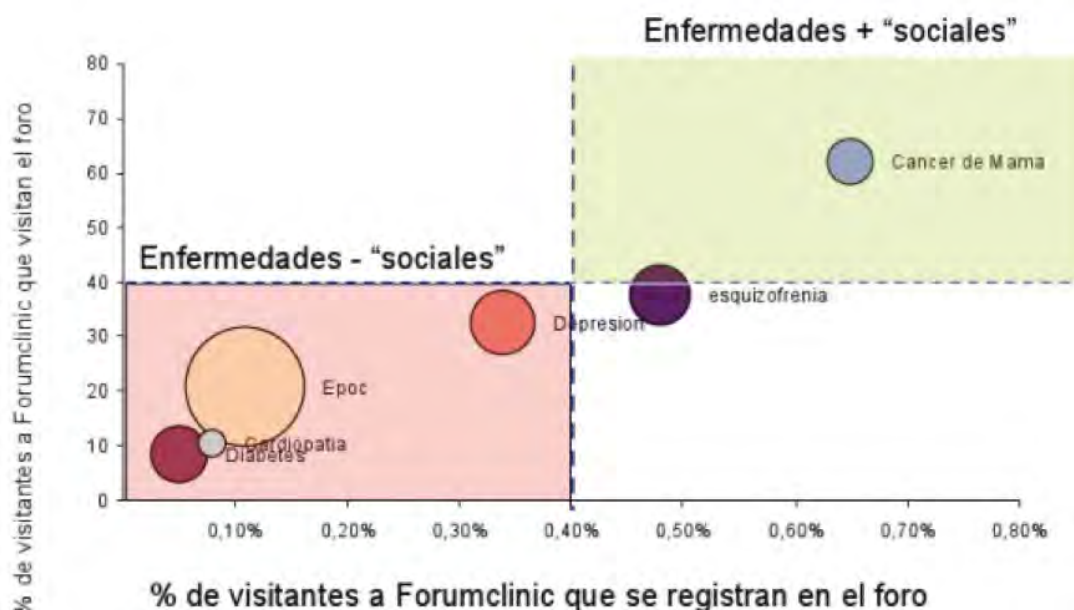 Enfermedades + “sociales”
80
70
60
50
40
30
20
10
0
% de visitantes a Forumclinic que visitan el foro
Cancer de Mama
Enfermedades - “sociales”
esquizofrenia
Depresion
Epoc
Cardiopatia
Diabetes
0,10%
0,20%
0,30%
0,40%
0,50%
0,60%
0,70%
0,80%
% de visitantes a Forumclinic que se registran en el foro